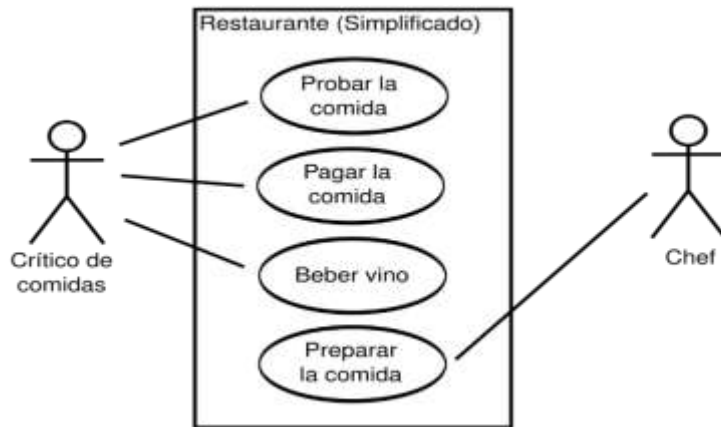 Restaurante (Simplificado)
Probar la
comida
Pagar la
comida
Beber vino
Preparar
la comida
Crítico de
comidas
Chef